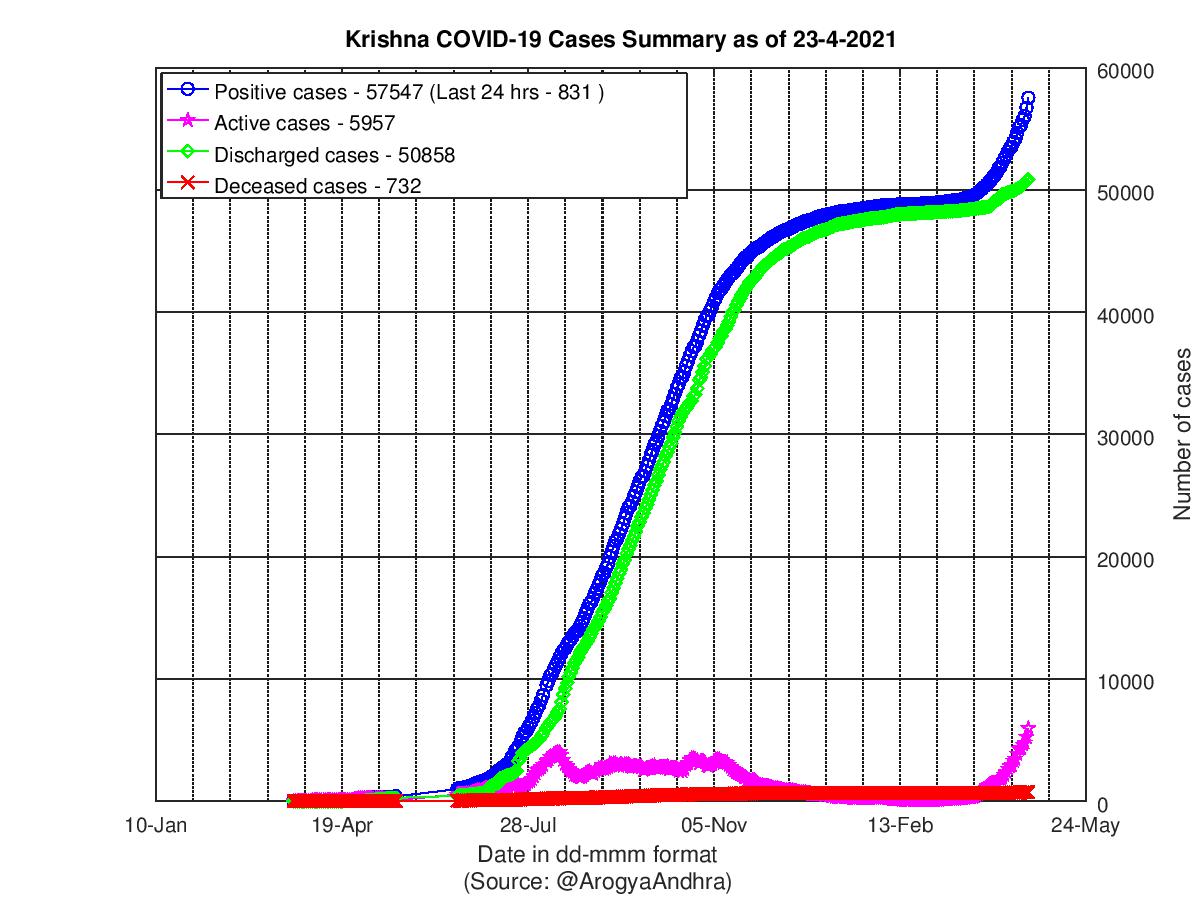 Krishna COVID-19 Cases Summary as of 23-4-2021
Positive cases - 57547 (Last 24 hrs - 831 )
Active cases - 5957
Discharged cases - 50858
Deceased cases - 732
60000
50000
40000
30000
20000
10000
0
Number of cases
10-Jan 19-Apr 28-Jul 05-Nov 13-Feb 24-May
Date in dd-mmm format
(Source: @ArogyaAndhra)